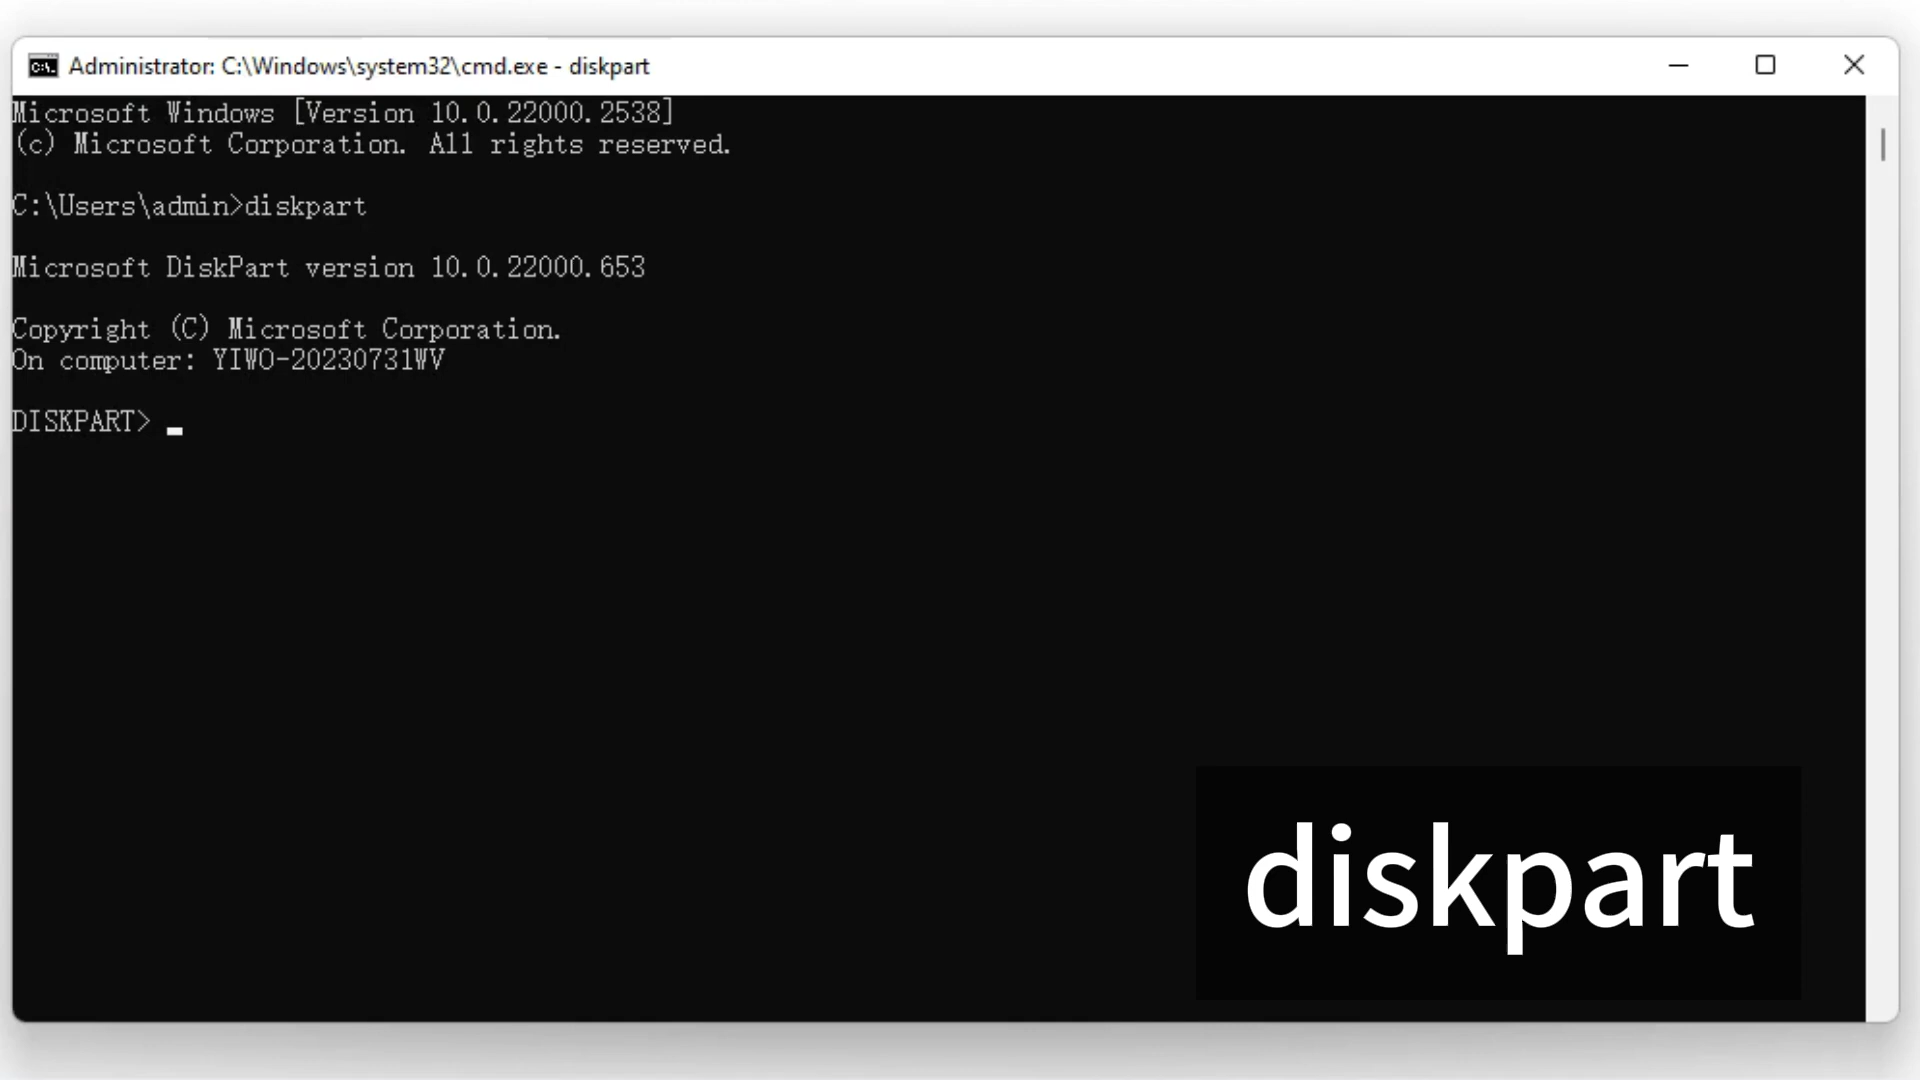 Administrator: C:\Windows\system32\cmd.exe - diskpart
Microsoft Windows [Version 10.0.22000.2538]
(c) Microsoft Corporation. All rights reserved.
C:\Users\admin>diskpart
Microsoft DiskPart version 10.0.22000.653
Copyright (C) Microsoft Corporation.
On computer: YIWO-20230731WV
DISKPART>
diskpart